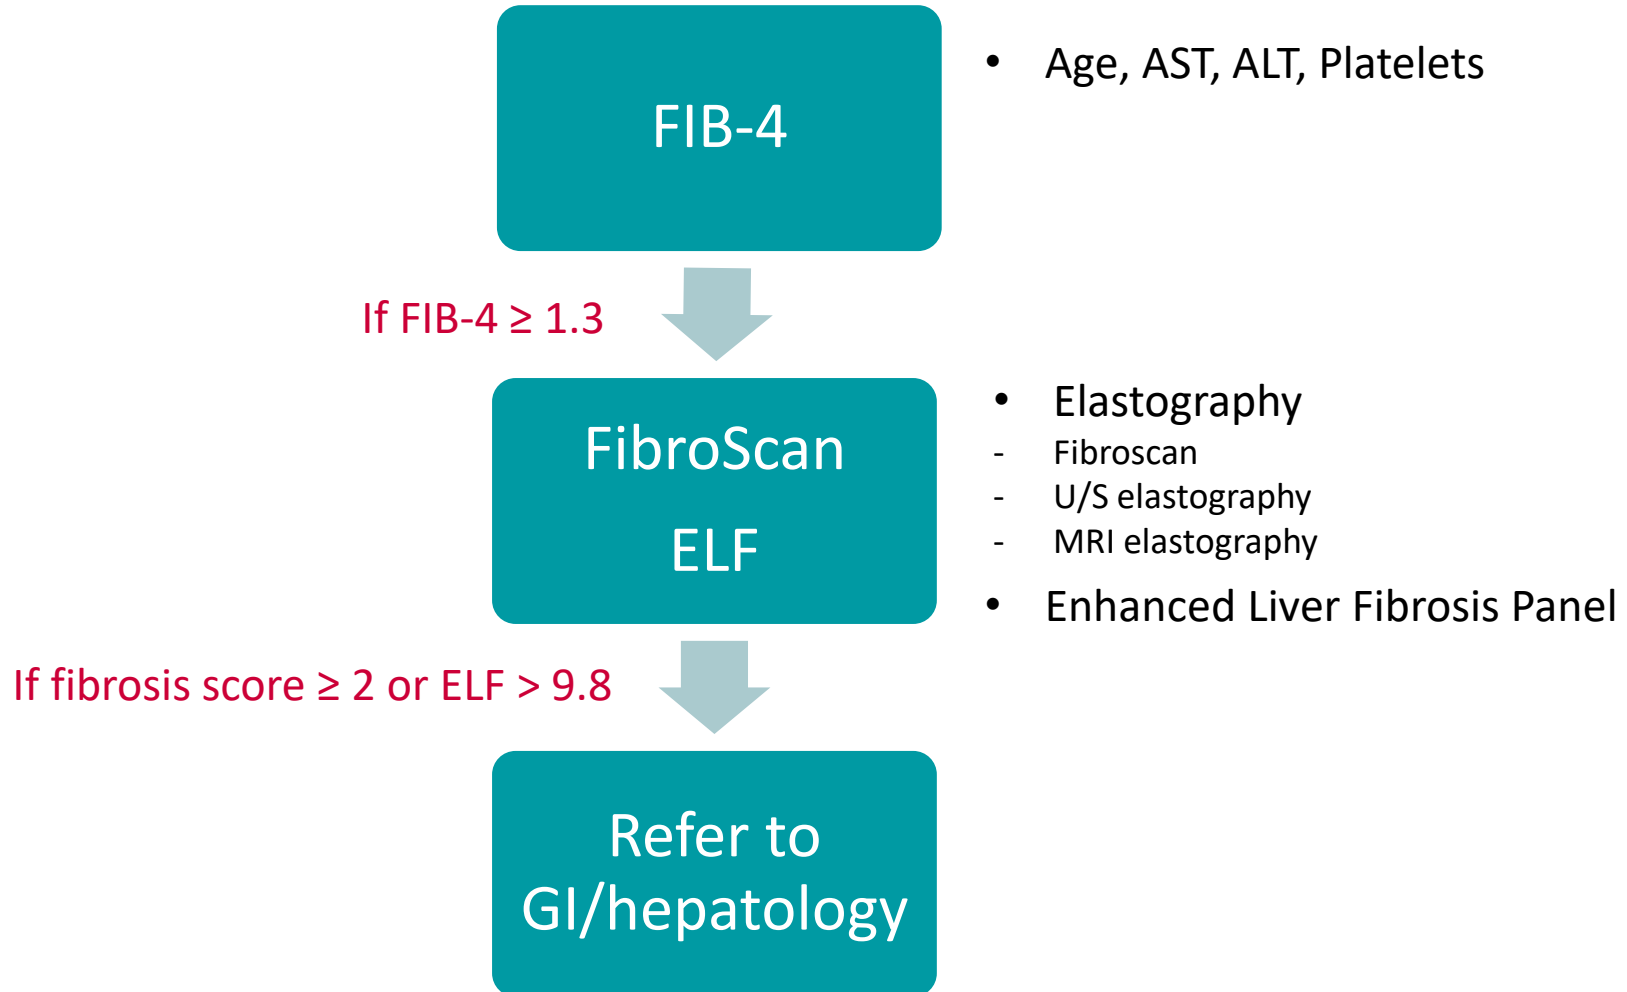 FIB-4
• Age, AST, ALT, Platelets
If FIB-4 ≥ 1.3
FibroScan
ELF
• Elastography
- Fibroscan
- U/S elastography
- MRI elastography
• Enhanced Liver Fibrosis Panel
If fibrosis score ≥ 2 or ELF > 9.8
Refer to
GI/hepatology